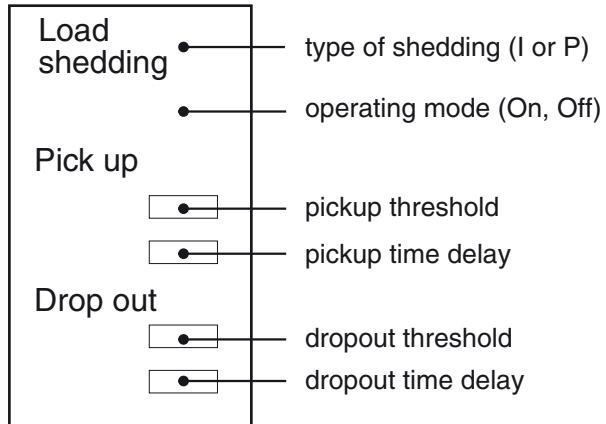 Load
shedding
type of shedding (I or P)
operating mode (On, Off)
Pick up
pickup threshold
pickup time delay
Drop out
dropout threshold
dropout time delay